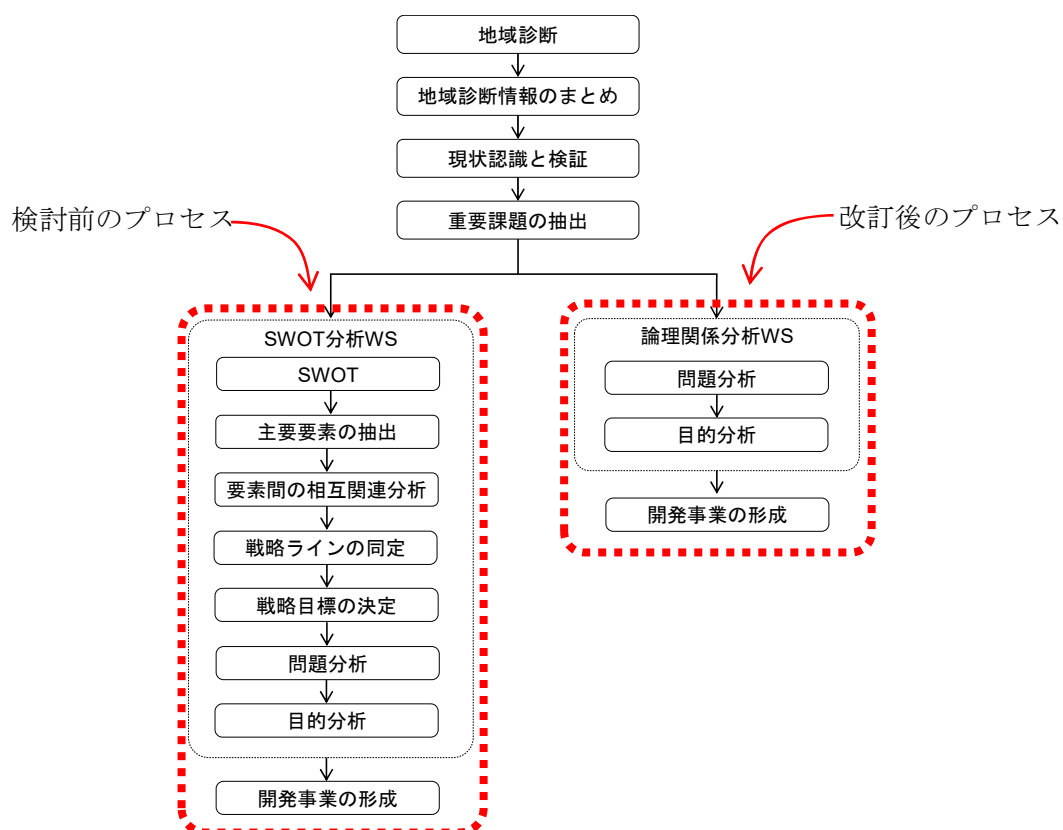 地域診断
地域診断情報のまとめ
現状認識と検証
重要課題の抽出
検討前のプロセス
改訂後のプロセス
SWOT分析WS
SWOT
主要要素の抽出
要素間の相互関連分析
戦略ラインの同定
戦略目標の決定
問題分析
目的分析
開発事業の形成
論理関係分析WS
問題分析
目的分析
開発事業の形成